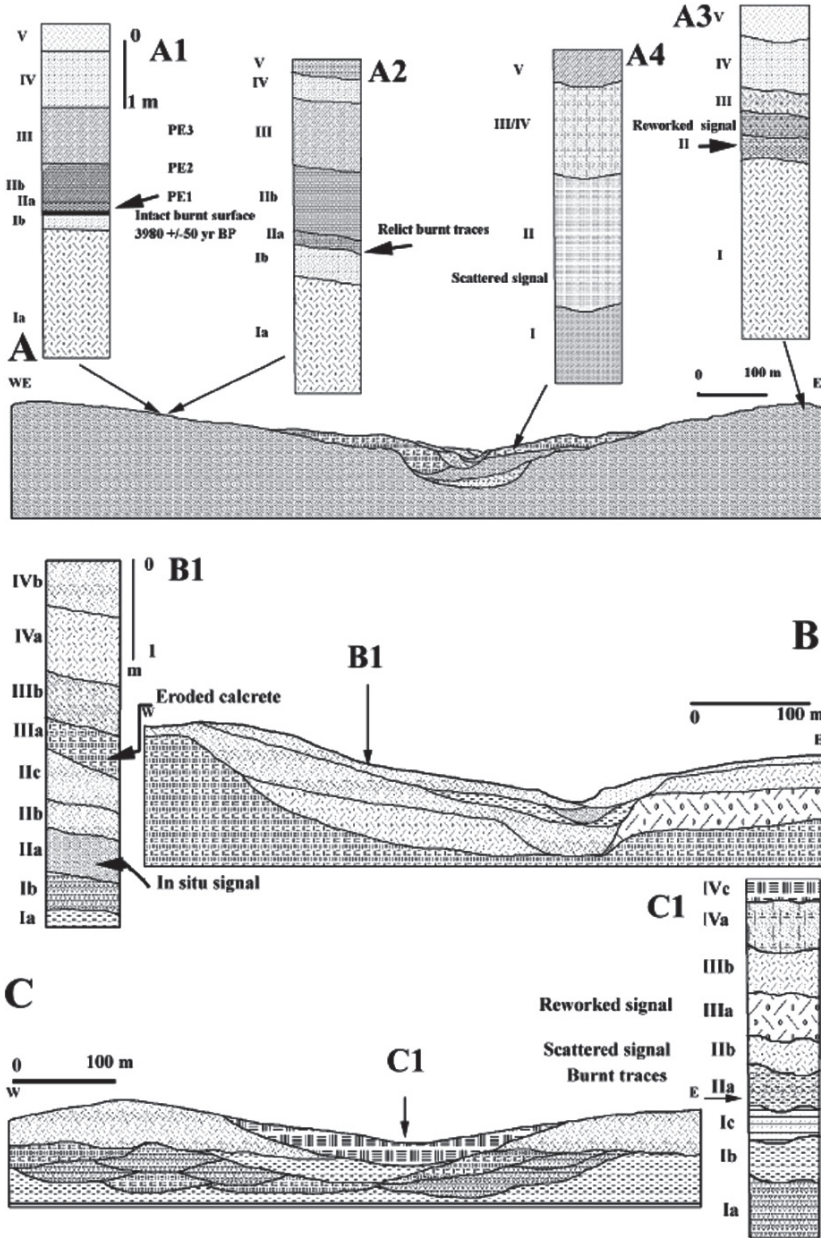 V
IV
III
IIb
IIa
Ib
Ia
A1
0
1 m
PE3
PE2
PE1
Intact burnt surface
3980 +/-50 yr BP
V
IV
III
IIb
IIa
Ib
Ia
A2
Relict burnt traces
Scattered signal
V
III/IV
II
I
A4
A3
V
IV
III
Reworked signal
II
I
A
WE
0 100 m
E
IVb
IVa
IIIb
IIIa
IIc
IIb
IIa
Ib
Ia
0
1
m
B1
Eroded calcrete
In situ signal
B
B1
W
0 100 m
E
C1
IVc
IVa
IIIb
Reworked signal IIIa
Scattered signal IIb
Burnt traces
IIa
Ic
Ib
Ia
C
0 100 m
W
C1
E